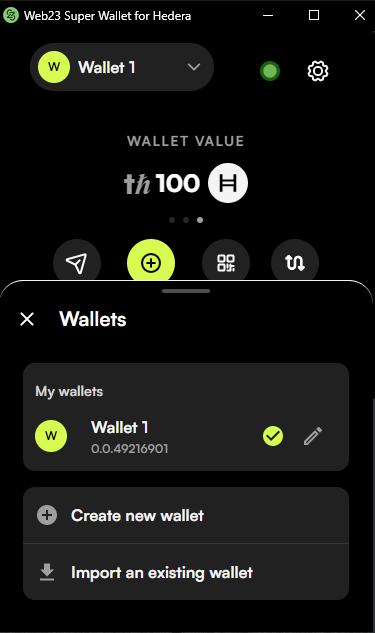 Web23 Super Wallet for Hedera
W Wallet 1
WALLET VALUE
tℏ 100
My wallets
Wallets
W Wallet 1
0.0.49216901
Create new wallet
Import an existing wallet